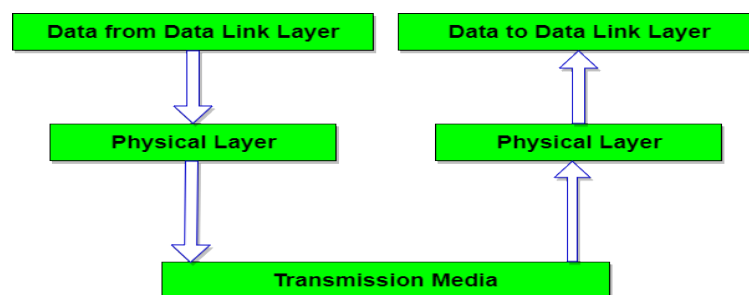 Data from Data Link Layer
Data to Data Link Layer
Physical Layer
Physical Layer
Transmission Media